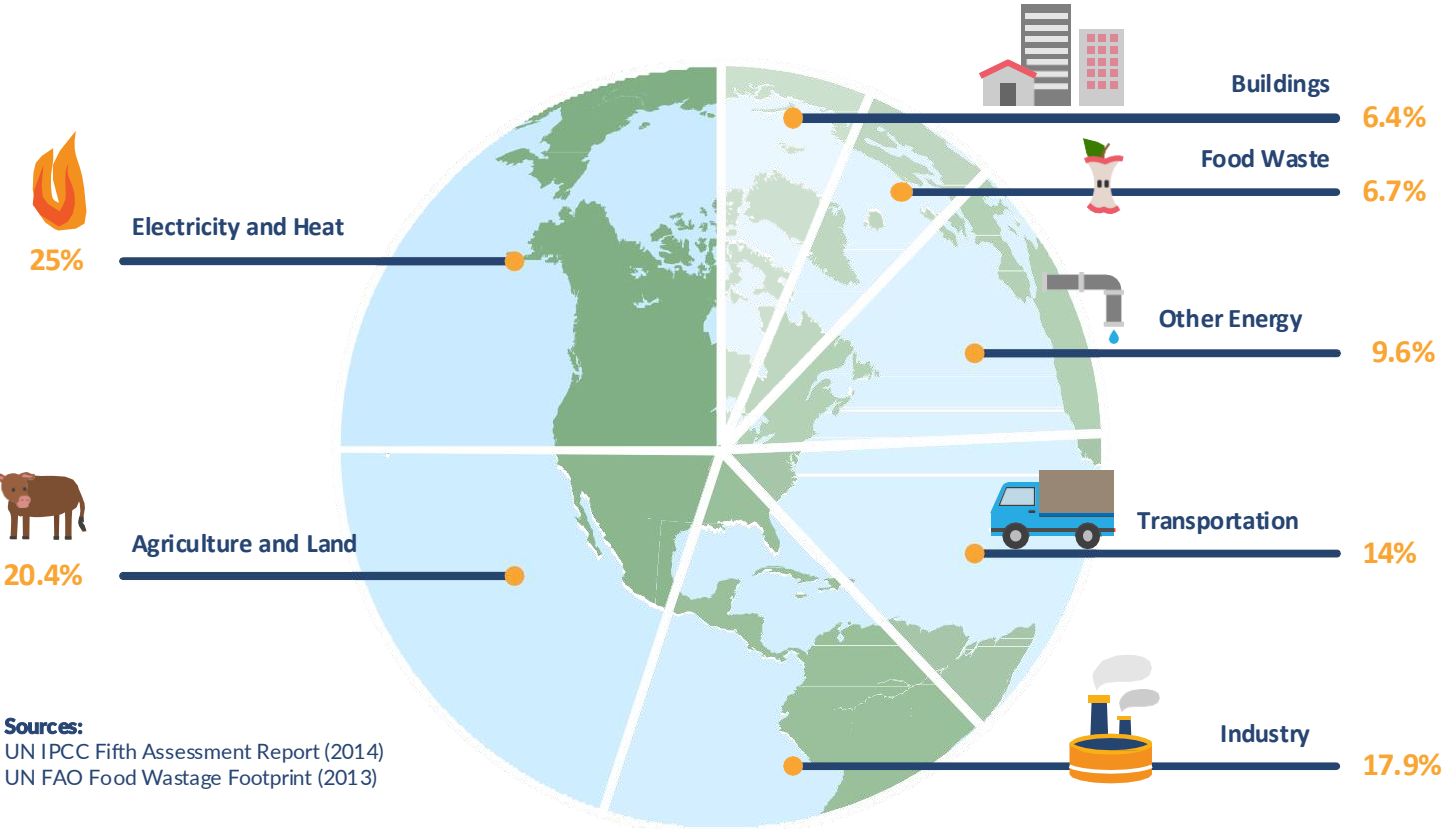 Buildings
6.4%
Food Waste
6.7%
Electricity and Heat
25%
Other Energy
9.6%
Transportation
14%
Agriculture and Land
20.4%
Industry
17.9%
Sources:
UN IPCC Fifth Assessment Report (2014)
UN FAO Food Wastage Footprint (2013)